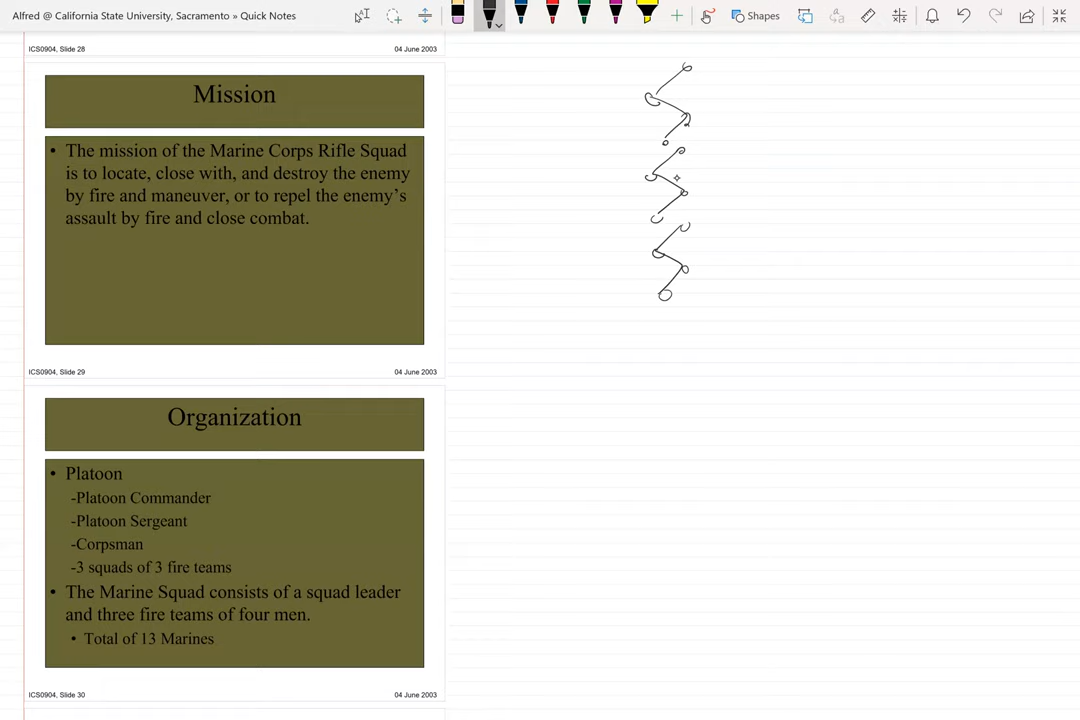 Alfred @ California State University, Sacramento » Quick Notes
Shapes
ICS0904, Slide 28
04 June 2003
Mission
• The mission of the Marine Corps Rifle Squad
is to locate, close with, and destroy the enemy
by fire and maneuver, or to repel the enemy's
assault by fire and close combat.
ICS0904, Slide 29
04 June 2003
Organization
• Platoon
-Platoon Commander
-Platoon Sergeant
-Corpsman
-3 squads of 3 fire teams
• The Marine Squad consists of a squad leader
and three fire teams of four men.
• Total of 13 Marines
ICS0904, Slide 30
04 June 2003